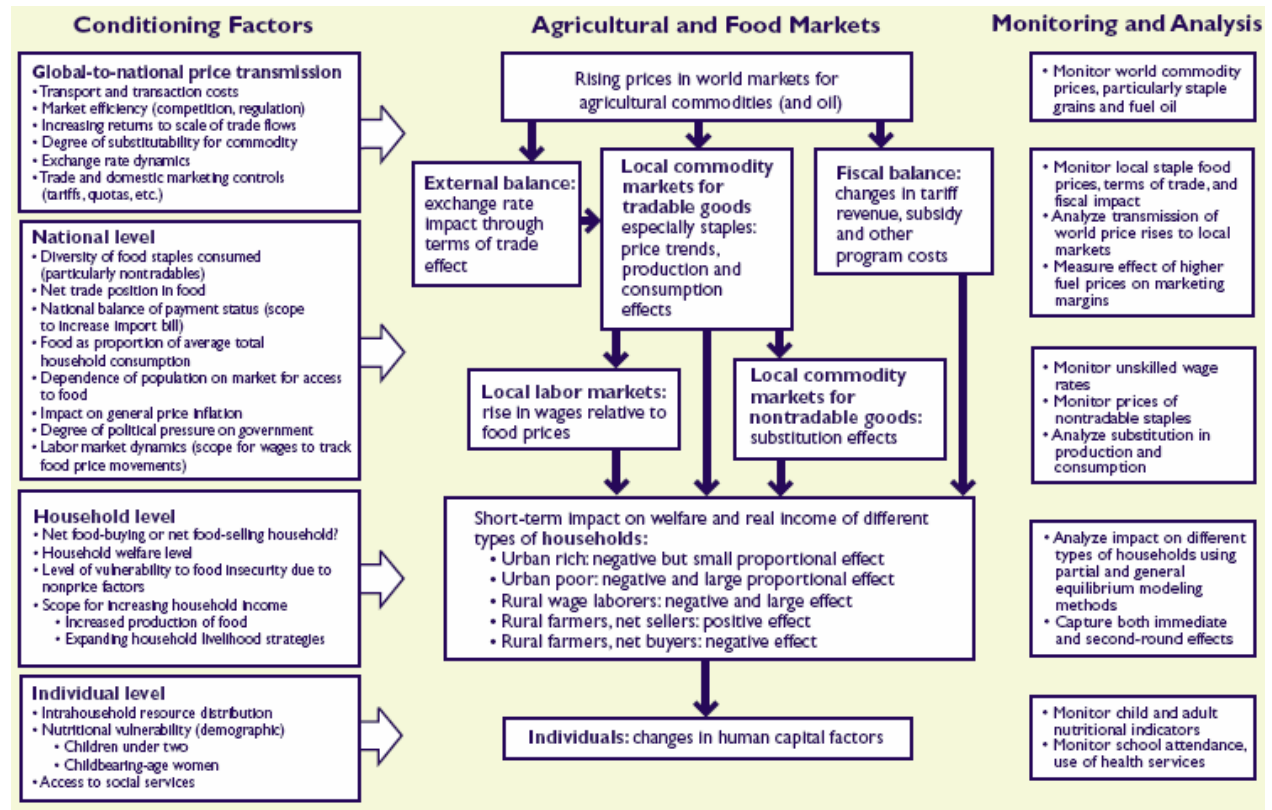 Conditioning Factors
Global-to-national price transmission
• Transport and transaction costs
• Market efficiency (competition, regulation)
• Increasing returns to scale of trade flows
• Degree of substitutability for commodity
• Exchange rate dynamics
• Trade and domestic marketing controls
(tariffs, quotas, etc.)
National level
• Diversity of food staples consumed
(particularly nontradables)
• Net trade position in food
• National balance of payment status (scope
to increase import bill)
• Food as proportion of average total
household consumption
• Dependence of population on market for access
to food
• Impact on general price inflation
• Degree of political pressure on government
• Labor market dynamics (scope for wages to track
food price movements)
Household level
• Net food-buying or net food-selling household?
• Household welfare level
• Level of vulnerability to food insecurity due to
nonprice factors
• Scope for increasing household income
• Increased production of food
• Expanding household livelihood strategies
Individual level
• Intrahousehold resource distribution
• Nutritional vulnerability (demographic)
• Children under two
• Childbearing-age women
• Access to social services
Agricultural and Food Markets
Rising prices in world markets for
agricultural commodities (and oil)
External balance:
exchange rate
impact through
terms of trade
effect
Local commodity
markets for
tradable goods
especially staples:
price trends,
production and
consumption
effects
Fiscal balance:
changes in tariff
revenue, subsidy
and other
program costs
Local labor markets:
rise in wages relative to
food prices
Local commodity
markets for
nontradable goods:
substitution effects
Short-term impact on welfare and real income of different
types of households:
• Urban rich: negative but small proportional effect
• Urban poor: negative and large proportional effect
• Rural wage laborers: negative and large effect
• Rural farmers, net sellers: positive effect
• Rural farmers, net buyers: negative effect
Individuals: changes in human capital factors
Monitoring and Analysis
• Monitor world commodity
prices, particularly staple
grains and fuel oil
• Monitor local staple food
prices, terms of trade, and
fiscal impact
• Analyze transmission of
world price rises to local
markets
• Measure effect of higher
fuel prices on marketing
margins
• Monitor unskilled wage
rates
• Monitor prices of
nontradable staples
• Analyze substitution in
production and
consumption
• Analyze impact on different
types of households using
partial and general
equilibrium modeling
methods
• Capture both immediate
and second-round effects
• Monitor child and adult
nutritional indicators
• Monitor school attendance,
use of health services